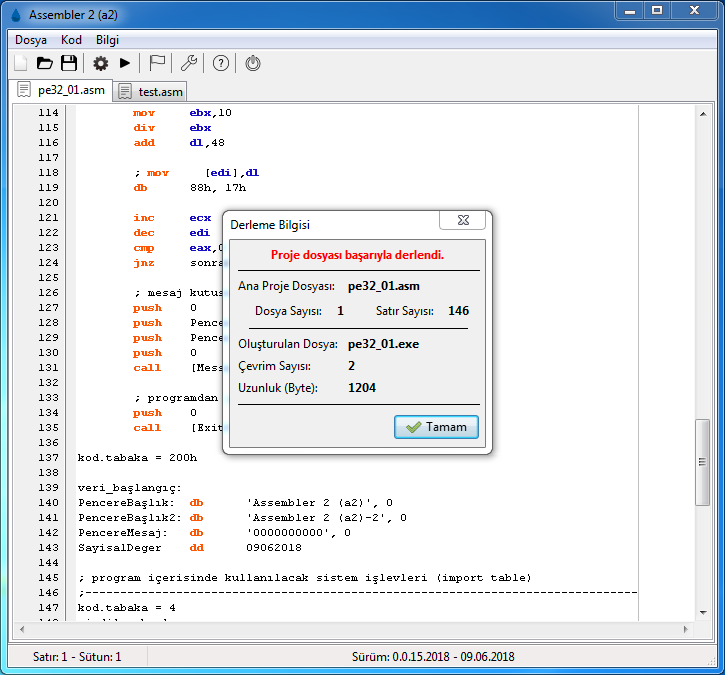 Assembler 2 (a2)
Dosya Kod Bilgi
pe32_01.asm test.asm
114 mov ebx,10
115 div ebx
116 add dl,48
117
118 ; mov [edi],dl
119 db 88h, 17h
120
121 inc ecx
122 dec edi
123 cmp eax,0
124 jnz sonra
125
126 ; mesaj kutus
127 push 0
128 push Pence
129 push Pence
130 push 0
131 call [Mess
132
133 ; programdan
134 push 0
135 call [Exit
136
137 kod.tabaka = 200h
138
139 veri_başlangıç:
140 PencereBaşlık: db 'Assembler 2 (a2)', 0
141 PencereBaşlık2: db 'Assembler 2 (a2)-2', 0
142 PencereMesaj: db '0000000000', 0
143 SayisalDeger dd 09062018
144
145 ; program içerisinde kullanılacak sistem işlevleri (import table)
146 ;-------------------------------------------------------------------
147 kod.tabaka = 4
Derleme Bilgisi
Proje dosyası başarıyla derlendi.
Ana Proje Dosyası: pe32_01.asm
Dosya Sayısı: 1 Satır Sayısı: 146
Oluşturulan Dosya: pe32_01.exe
Çevrim Sayısı: 2
Uzunluk (Byte): 1204
Tamam
Satır: 1 - Sütun: 1 Sürüm: 0.0.15.2018 - 09.06.2018